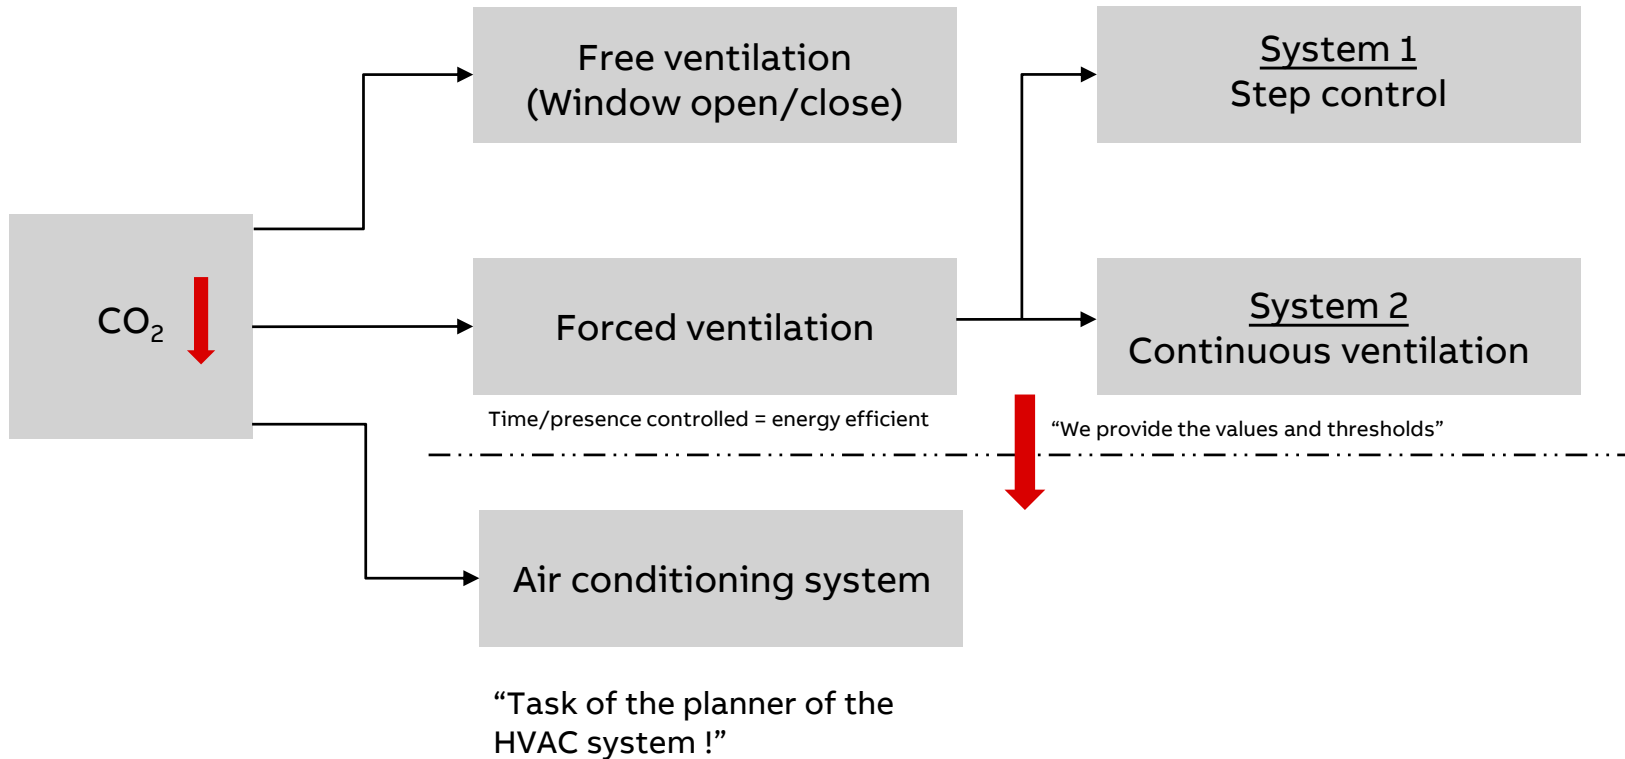 Free ventilation
(Window open/close)
System 1
Step control
CO₂
Forced ventilation
System 2
Continuous ventilation
Time/presence controlled = energy efficient
“We provide the values and thresholds”
Air conditioning system
“Task of the planner of the
HVAC system !”